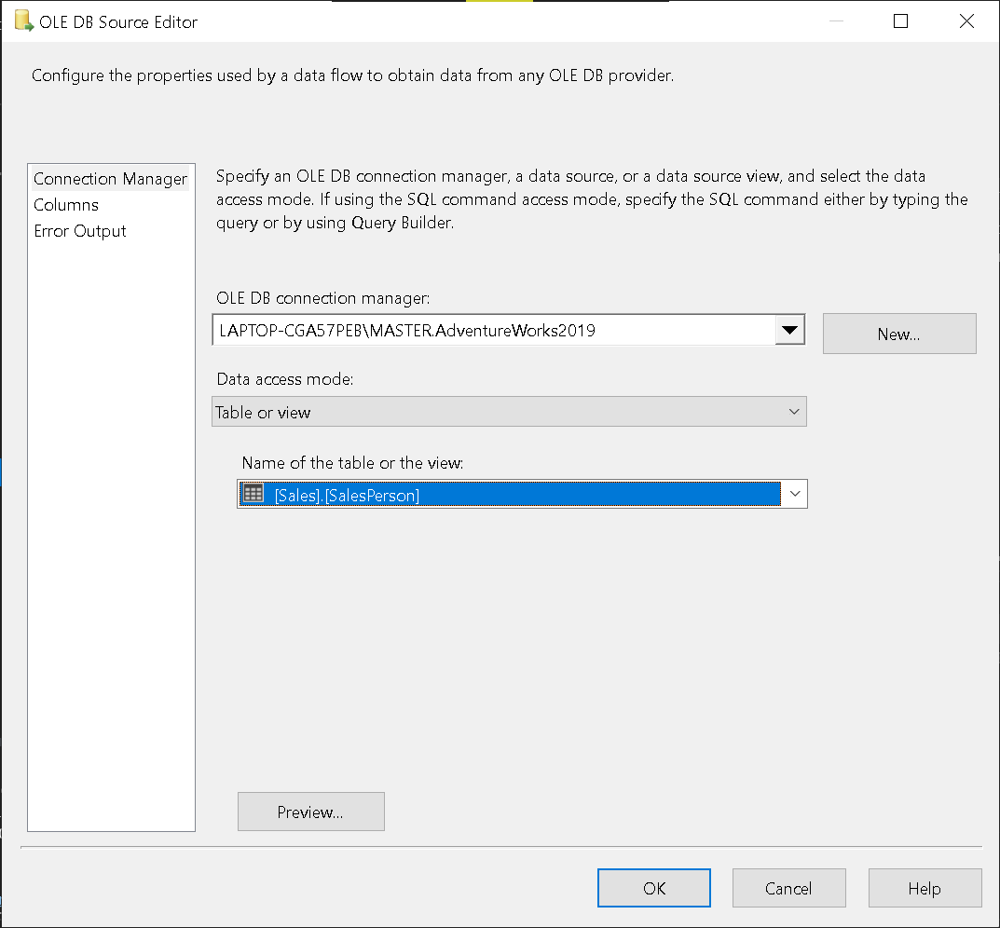 OLE DB Source Editor
Configure the properties used by a data flow to obtain data from any OLE DB provider.
Connection Manager
Columns
Error Output
Specify an OLE DB connection manager, a data source, or a data source view, and select the data
access mode. If using the SQL command access mode, specify the SQL command either by typing the
query or by using Query Builder.
OLE DB connection manager:
LAPTOP-CGA57PEB\MASTER.AdventureWorks2019
New...
Data access mode:
Table or view
Name of the table or the view:
[Sales].[SalesPerson]
Preview...
OK
Cancel
Help